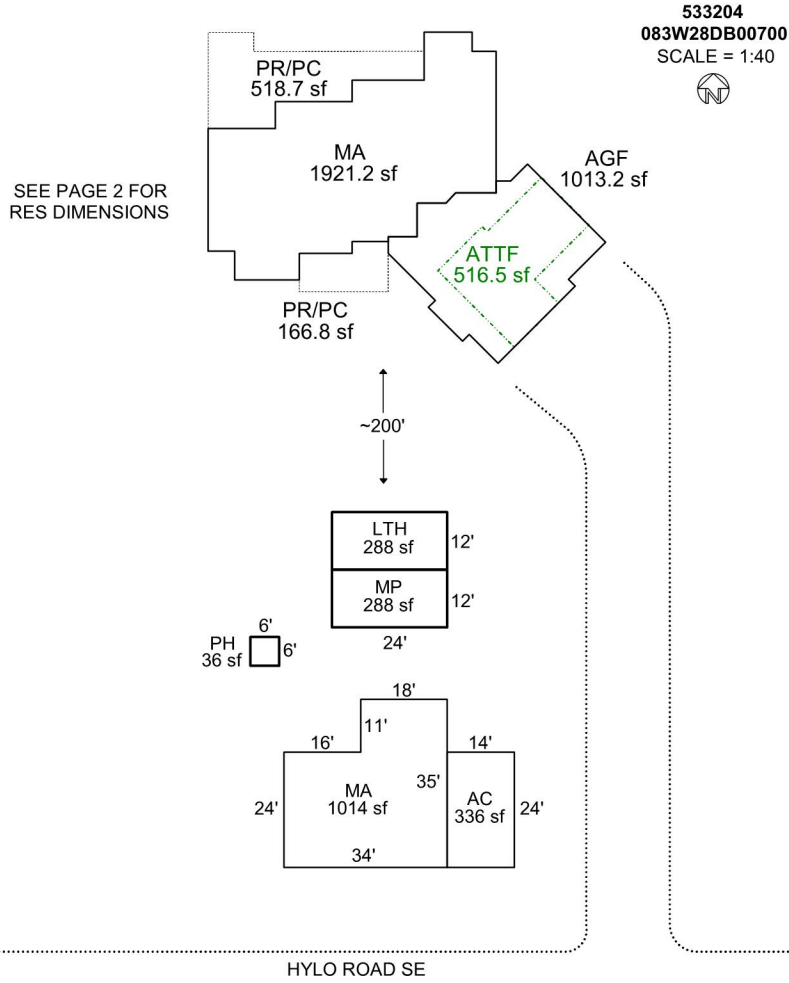 533204
083W28DB00700
SCALE = 1:40
N
PR/PC
518.7 sf
MA
1921.2 sf
AGF
1013.2 sf
SEE PAGE 2 FOR
RES DIMENSIONS
ATTF
516.5 sf
PR/PC
166.8 sf
~200'
LTH
288 sf
12'
MP
288 sf
12'
24'
6'
PH
36 sf
6'
18'
11'
16'
14'
35'
MA
1014 sf
24'
AC
336 sf
24'
34'
HYLO ROAD SE